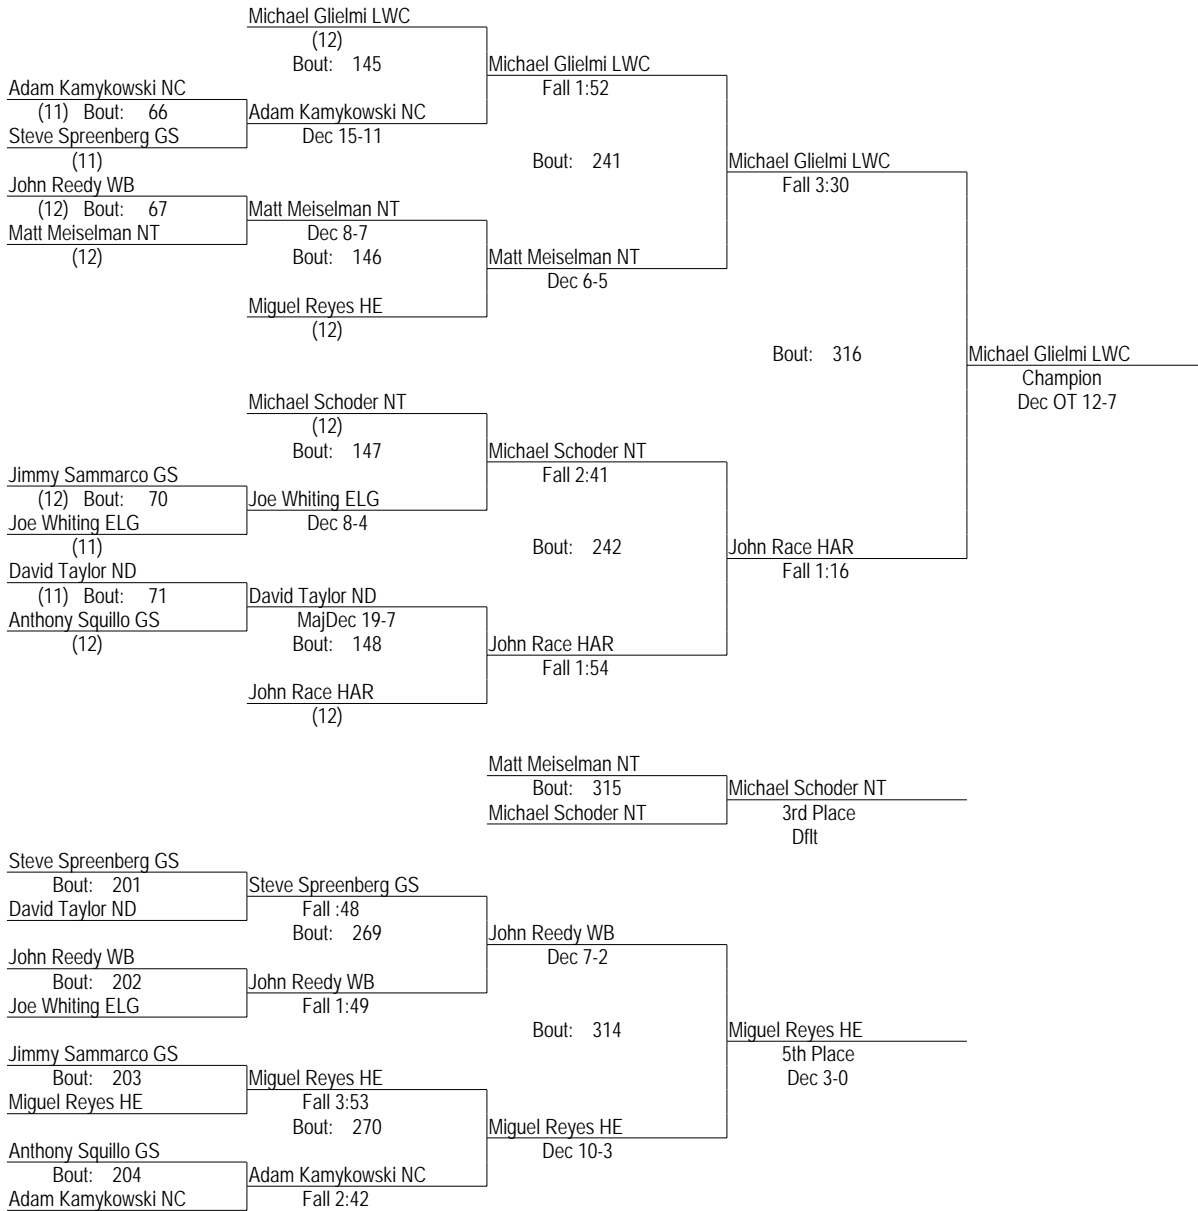 Michael Glielmi LWC
(12)
Bout: 145
Michael Glielmi LWC
Fall 1:52
Adam Kamykowski NC
(11) Bout: 66
Adam Kamykowski NC
Steve Spreenberg GS
Dec 15-11
(11)
Bout: 241
Michael Glielmi LWC
Fall 3:30
John Reedy WB
(12) Bout: 67
Matt Meiselman NT
Matt Meiselman NT
Dec 8-7
(12)
Bout: 146
Matt Meiselman NT
Dec 6-5
Miguel Reyes HE
(12)
Bout: 316
Michael Glielmi LWC
Champion
Dec OT 12-7
Michael Schoder NT
(12)
Bout: 147
Michael Schoder NT
Fall 2:41
Jimmy Sammarco GS
(12) Bout: 70
Joe Whiting ELG
Joe Whiting ELG
Dec 8-4
(11)
Bout: 242
John Race HAR
Fall 1:16
David Taylor ND
(11) Bout: 71
David Taylor ND
Anthony Squillo GS
MajDec 19-7
(12)
Bout: 148
John Race HAR
Fall 1:54
John Race HAR
(12)
Matt Meiselman NT
Bout: 315
Michael Schoder NT
Michael Schoder NT
3rd Place
Dflt
Steve Spreenberg GS
Bout: 201
Steve Spreenberg GS
David Taylor ND
Fall :48
Bout: 269
John Reedy WB
Dec 7-2
John Reedy WB
Bout: 202
John Reedy WB
Joe Whiting ELG
Fall 1:49
Bout: 314
Miguel Reyes HE
5th Place
Dec 3-0
Jimmy Sammarco GS
Bout: 203
Miguel Reyes HE
Miguel Reyes HE
Fall 3:53
Bout: 270
Miguel Reyes HE
Dec 10-3
Anthony Squillo GS
Bout: 204
Adam Kamykowski NC
Adam Kamykowski NC
Fall 2:42